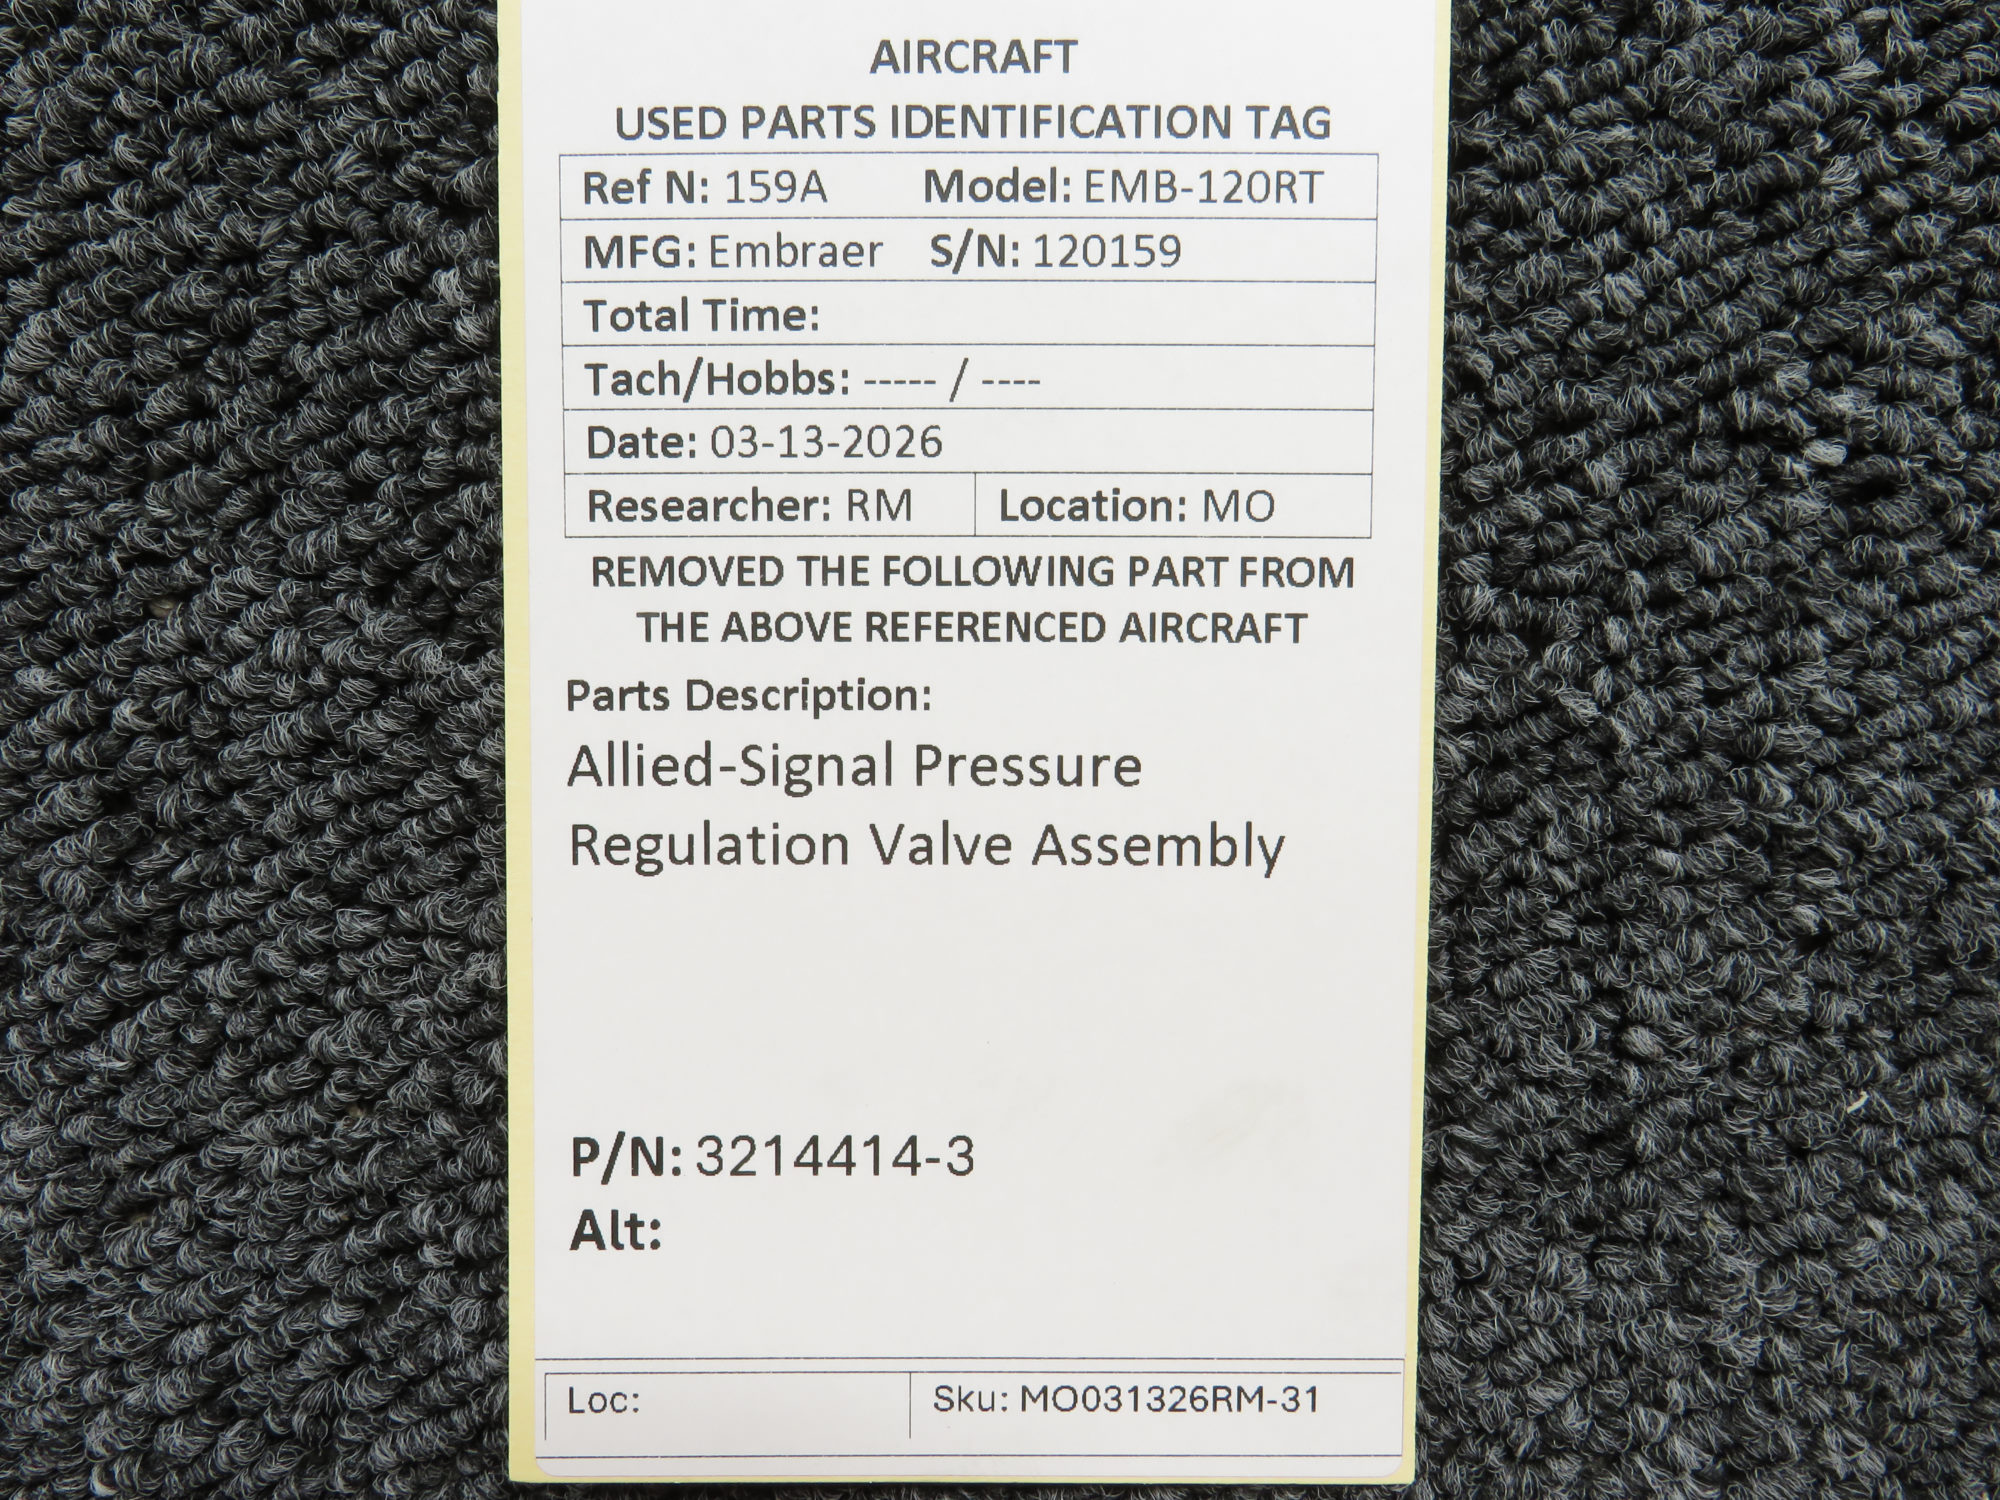 AIRCRAFT
USED PARTS IDENTIFICATION TAG
Ref N: 159A Model: EMB-120RT
MFG: Embraer S/N: 120159
Total Time:
Tach/Hobbs: ----- / ----
Date: 03-13-2026
Researcher: RM Location: MO
REMOVED THE FOLLOWING PART FROM
THE ABOVE REFERENCED AIRCRAFT
Parts Description:
Allied-Signal Pressure
Regulation Valve Assembly
P/N: 3214414-3
Alt:
Loc: Sku: MO031326RM-31